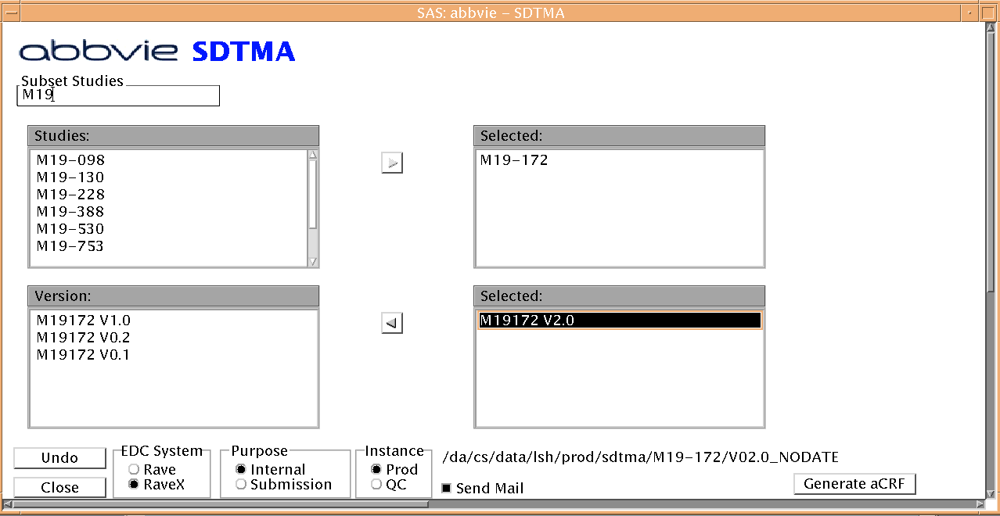 SAS: abbvie – SDTMA
abbvie SDTMA
Subset Studies
M19
Studies:
M19-098
M19-130
M19-228
M19-388
M19-530
M19-753
Selected:
M19-172
Version:
M19172 V1.0
M19172 V0.2
M19172 V0.1
Selected:
M19172 V2.0
Undo
Close
EDC System
Rave
RaveX
Purpose
Internal
Submission
Instance
Prod
QC
/da/cs/data/lsh/prod/sdtma/M19-172/V02.0_NODATE
Send Mail
Generate aCRF